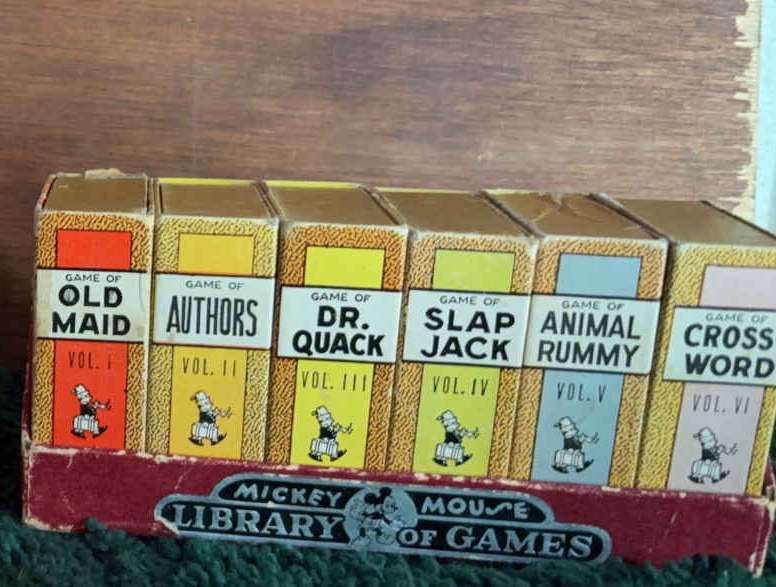 GAME OF
OLD
MAID
VOL. I
GAME OF
AUTHORS
VOL. II
GAME OF
DR.
QUACK
VOL. III
GAME OF
SLAP
JACK
VOL. IV
GAME OF
ANIMAL
RUMMY
VOL. V
GAME OF
CROSS
WORD
VOL. VI
MICKEY MOUSE
LIBRARY OF GAMES